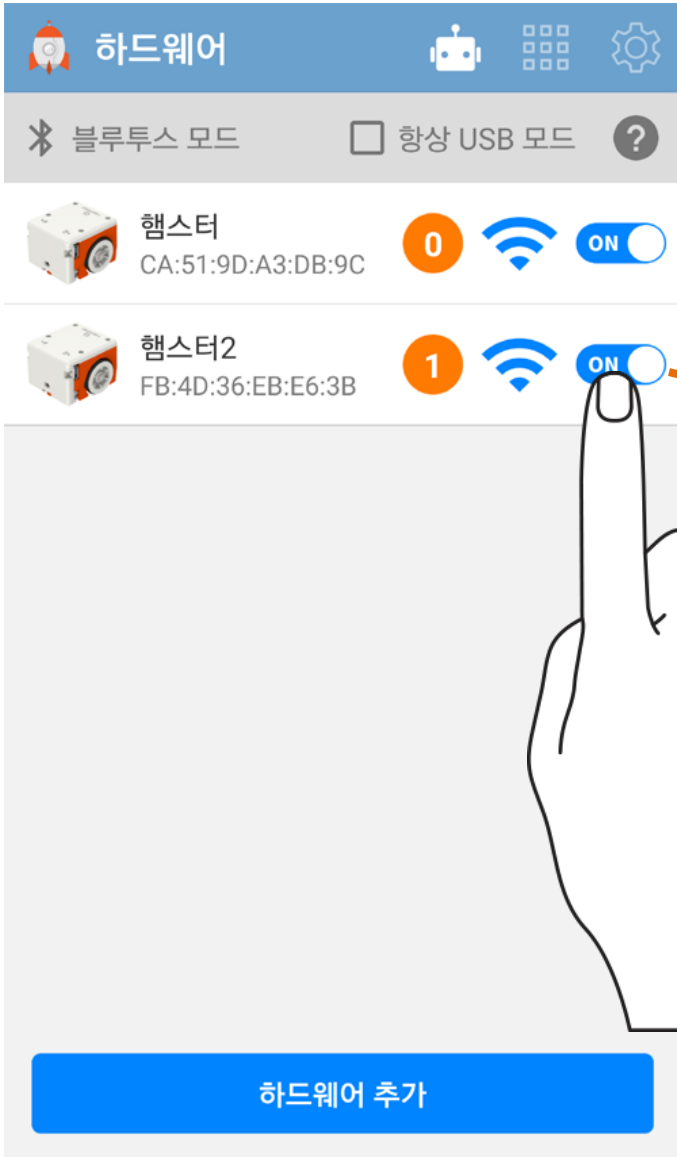 하드웨어
블루투스 모드 항상 USB 모드 ?
햄스터
CA:51:9D:A3:DB:9C 0 ON
햄스터2
FB:4D:36:EB:E6:3B 1 ON
하드웨어 추가